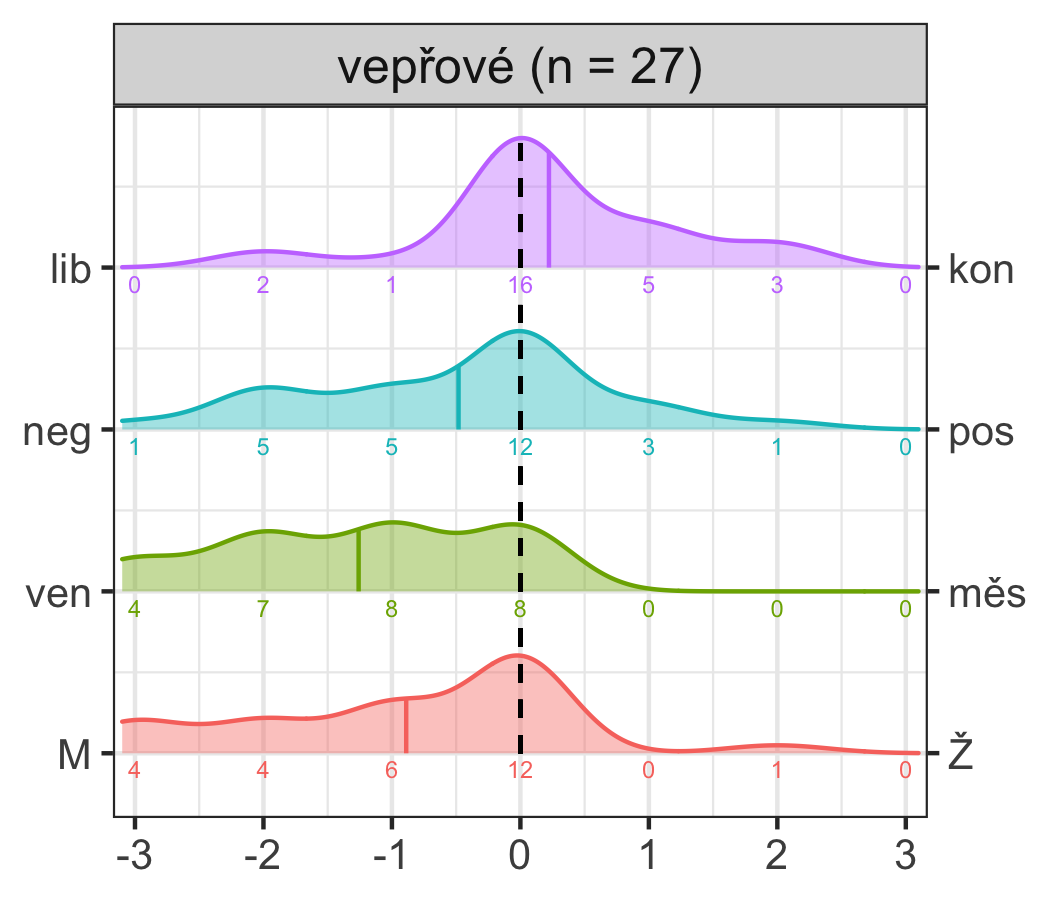 vepřové (n = 27)
lib kon
0 2 1 16 5 3 0
neg pos
1 5 5 12 3 1 0
ven měs
4 7 8 8 0 0 0
M Ž
4 4 6 12 0 1 0
-3 -2 -1 0 1 2 3